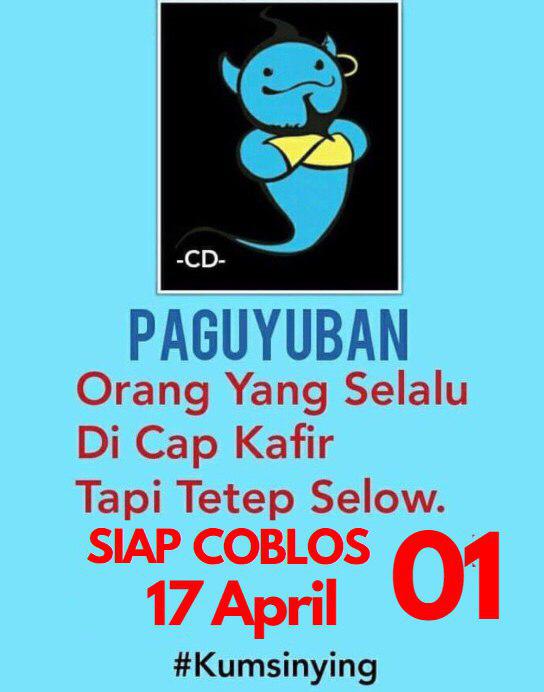 -CD-
PAGUYUBAN
Orang Yang Selalu
Di Cap Kafir
Tapi Tetep Selow.
SIAP COBLOS 01
17 April
#Kumsinying